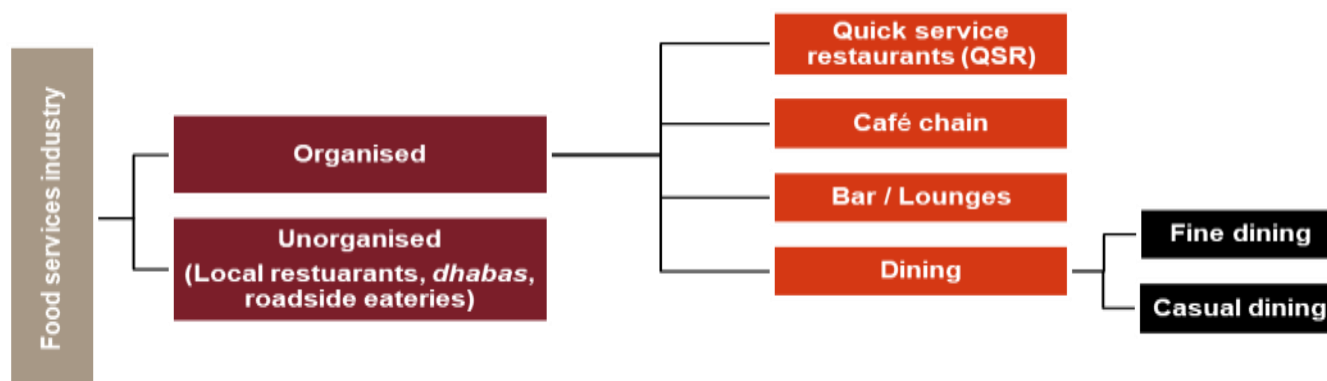 Food services industry
Organised
Unorganised
(Local restuarants, dhabas,
roadside eateries)
Quick service
restaurants (QSR)
Café chain
Bar / Lounges
Dining
Fine dining
Casual dining